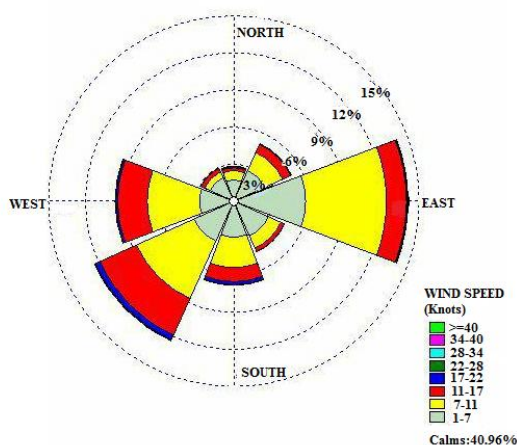 NORTH
15%
12%
9%
6%
3%
WEST
EAST
SOUTH
WIND SPEED
(Knots)
>=40
34-40
28-34
22-28
17-22
11-17
7-11
1-7
Calms:40.96%